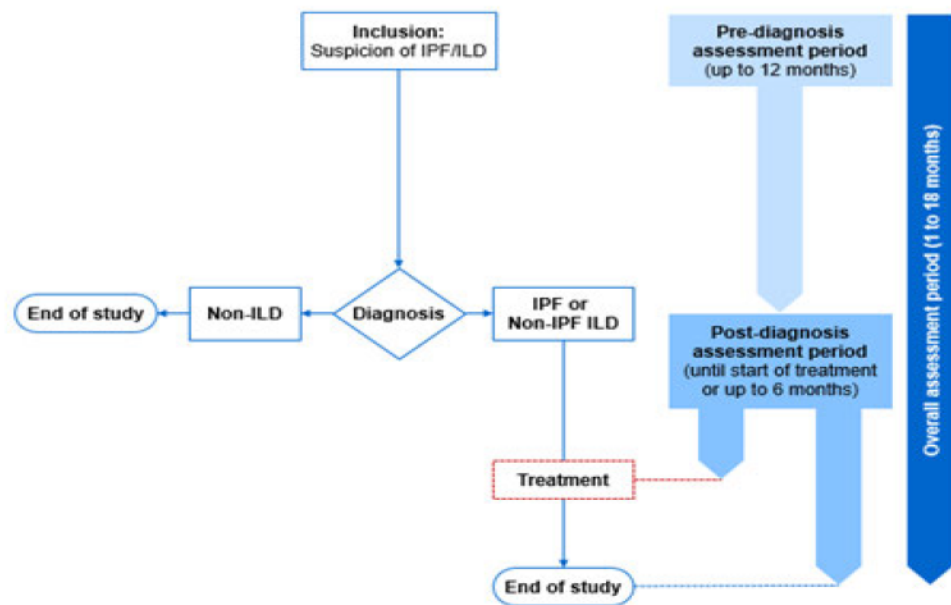 Inclusion:
Suspicion of IPF/ILD
Pre-diagnosis
assessment period
(up to 12 months)
Overall assessment period (1 to 18 months)
End of study
Non-ILD
Diagnosis
IPF or
Non-IPF ILD
Post-diagnosis
assessment period
(until start of treatment
or up to 6 months)
Treatment
End of study